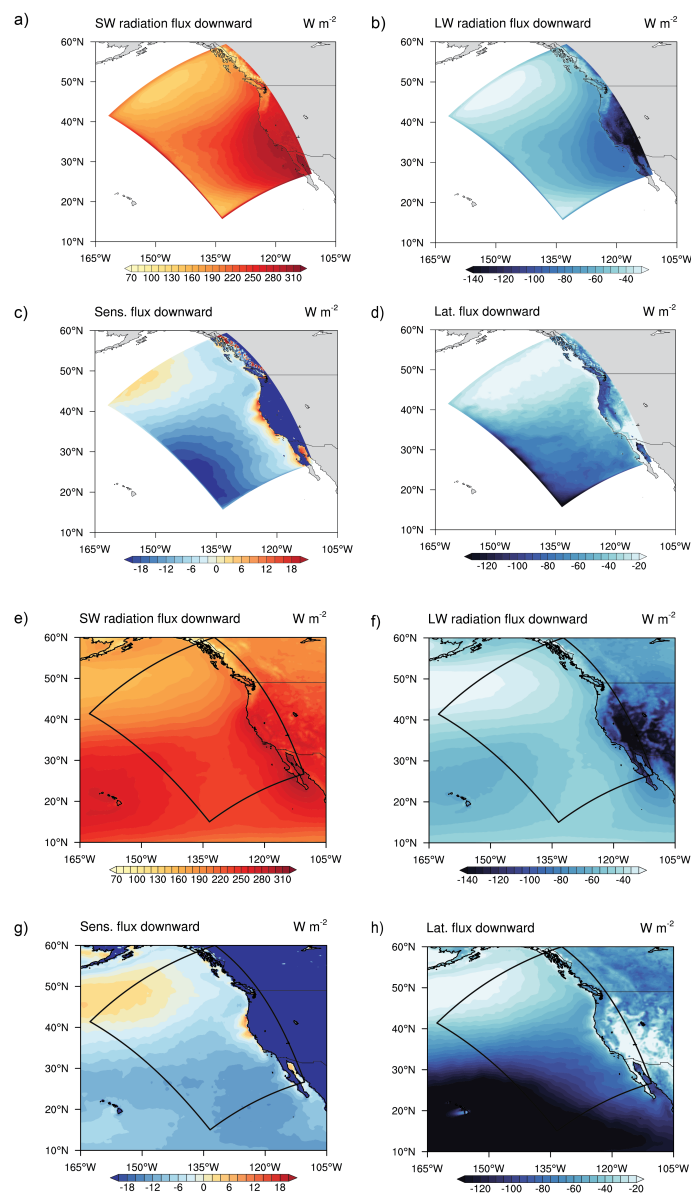 a) SW radiation flux downward W m-2
b) LW radiation flux downward W m-2
60°N
50°N
40°N
30°N
20°N
10°N
165°W 150°W 135°W 120°W 105°W
70 100 130 160 190 220 250 280 310
60°N
50°N
40°N
30°N
20°N
10°N
165°W 150°W 135°W 120°W 105°W
-140 -120 -100 -80 -60 -40
c) Sens. flux downward W m-2
d) Lat. flux downward W m-2
60°N
50°N
40°N
30°N
20°N
10°N
165°W 150°W 135°W 120°W 105°W
-18 -12 -6 0 6 12 18
60°N
50°N
40°N
30°N
20°N
10°N
165°W 150°W 135°W 120°W 105°W
-120 -100 -80 -60 -40 -20
e) SW radiation flux downward W m-2
f) LW radiation flux downward W m-2
60°N
50°N
40°N
30°N
20°N
10°N
165°W 150°W 135°W 120°W 105°W
70 100 130 160 190 220 250 280 310
60°N
50°N
40°N
30°N
20°N
10°N
165°W 150°W 135°W 120°W 105°W
-140 -120 -100 -80 -60 -40
g) Sens. flux downward W m-2
h) Lat. flux downward W m-2
60°N
50°N
40°N
30°N
20°N
10°N
165°W 150°W 135°W 120°W 105°W
-18 -12 -6 0 6 12 18
60°N
50°N
40°N
30°N
20°N
10°N
165°W 150°W 135°W 120°W 105°W
-120 -100 -80 -60 -40 -20